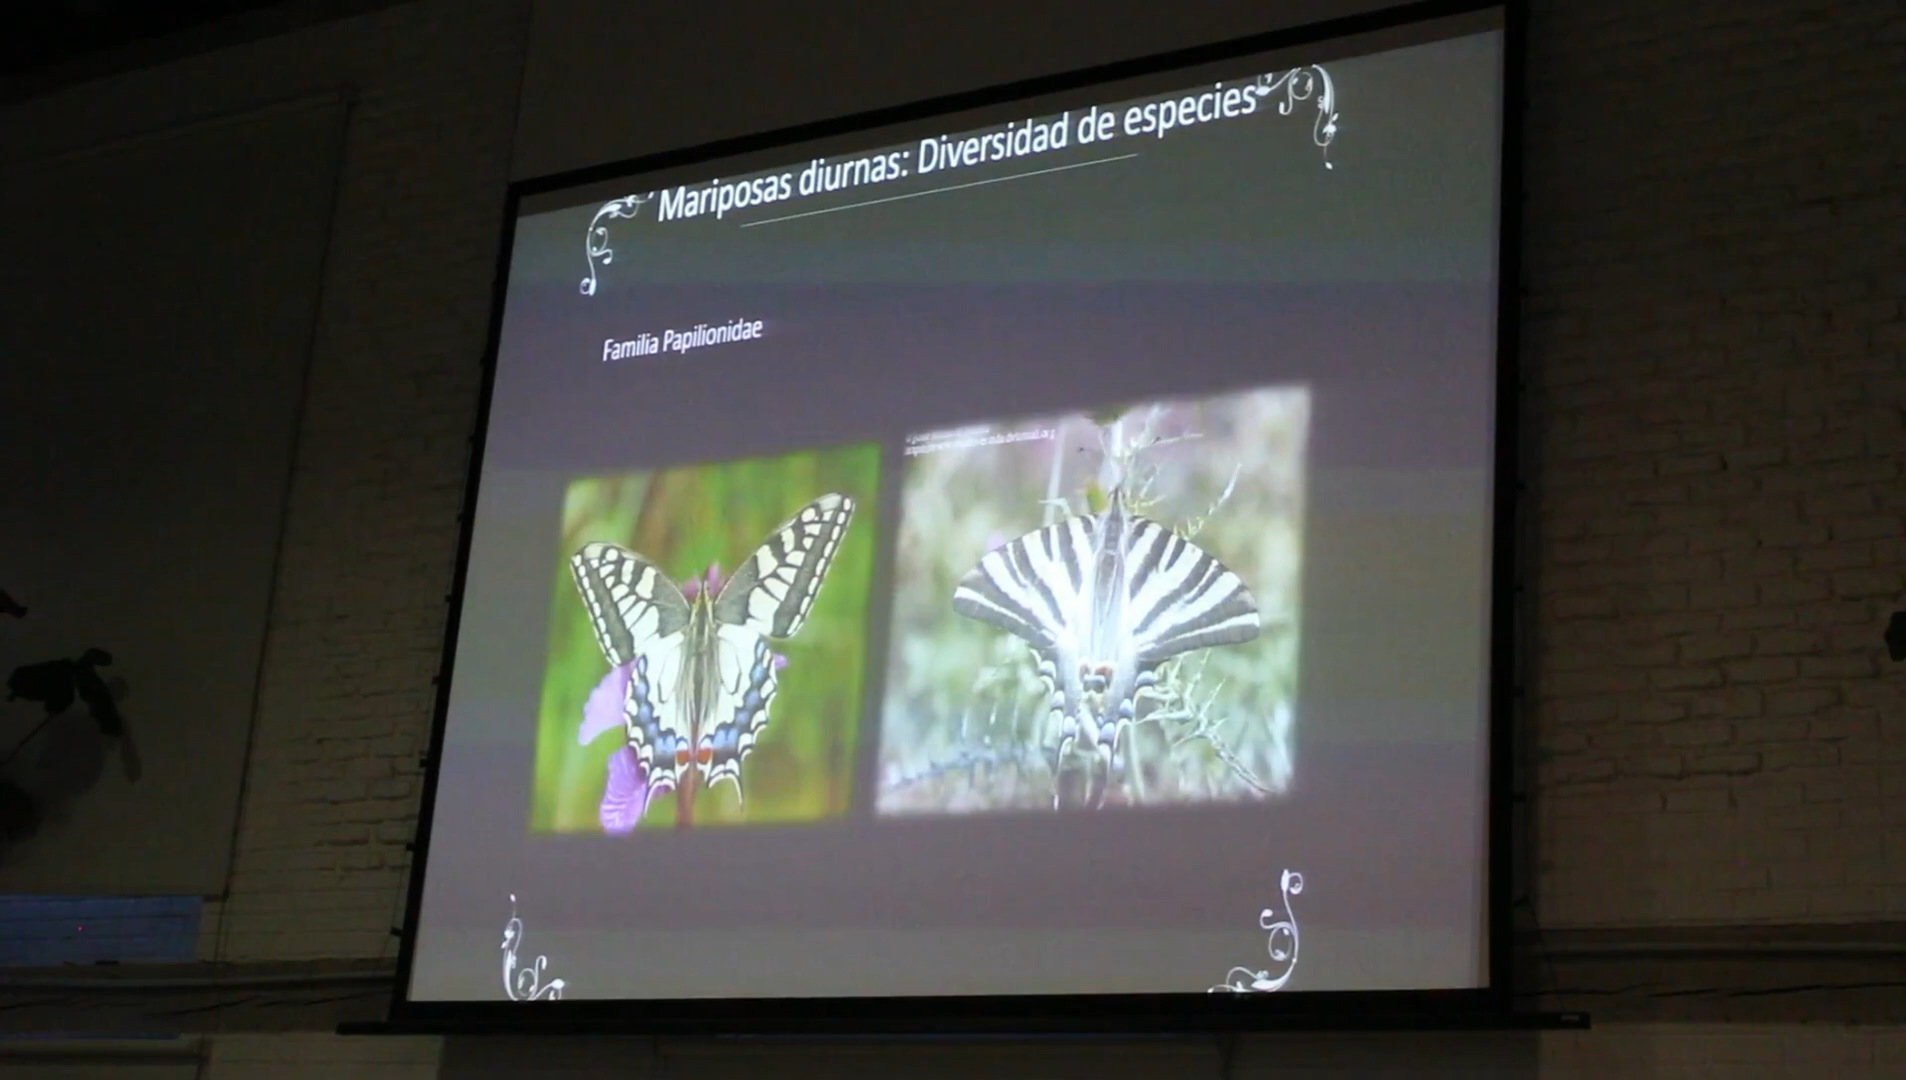 Mariposas diurnas: Diversidad de especies
Familia Papilionidae